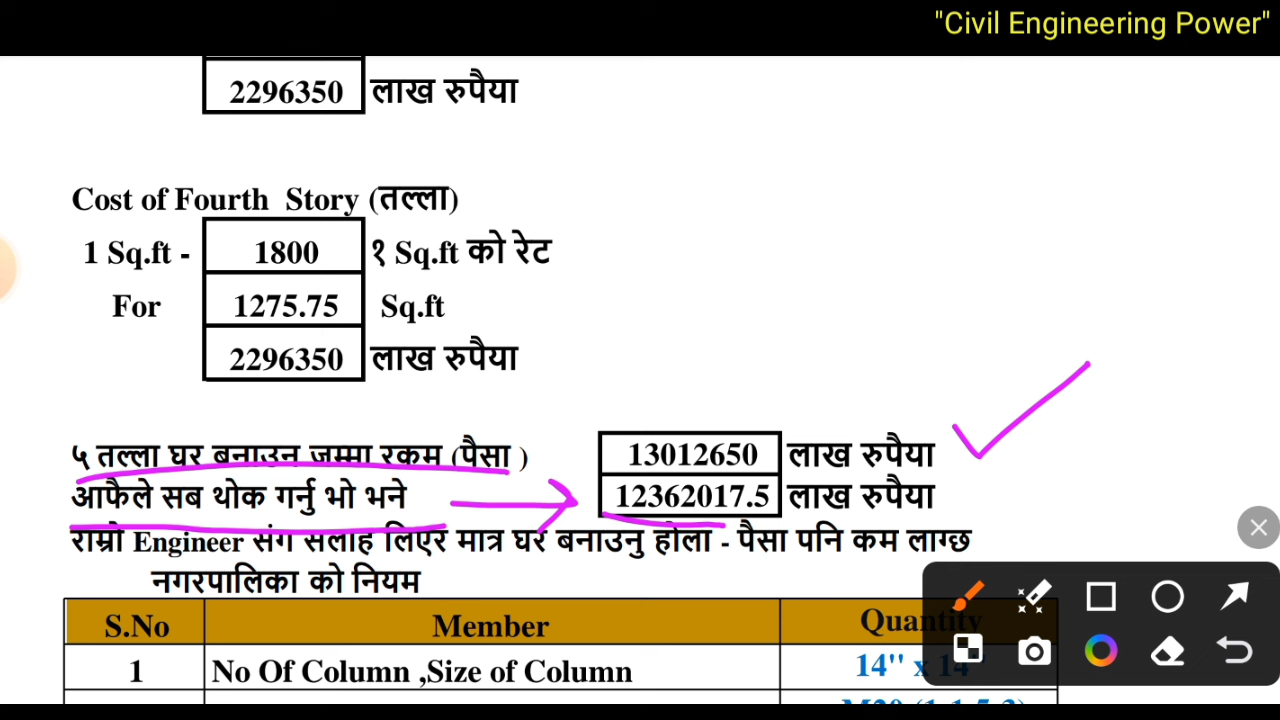 "Civil Engineering Power"
2296350 लाख रुपैया
Cost of Fourth Story (तल्ला)
1 Sq.ft - 1800 १ Sq.ft को रेट
For 1275.75 Sq.ft
2296350 लाख रुपैया
५ तल्ला घर बनाउन जम्मा रकम (पैसा ) 13012650 लाख रुपैया
आफैले सब थोक गर्नु भो भने 12362017.5 लाख रुपैया
राम्रो Engineer संग सलाह लिएर मात्र घर बनाउनु होला - पैसा पनि कम लाग्छ
नगरपालिका को नियम
S.No Member Quantity
1 No Of Column ,Size of Column 14" x 14"